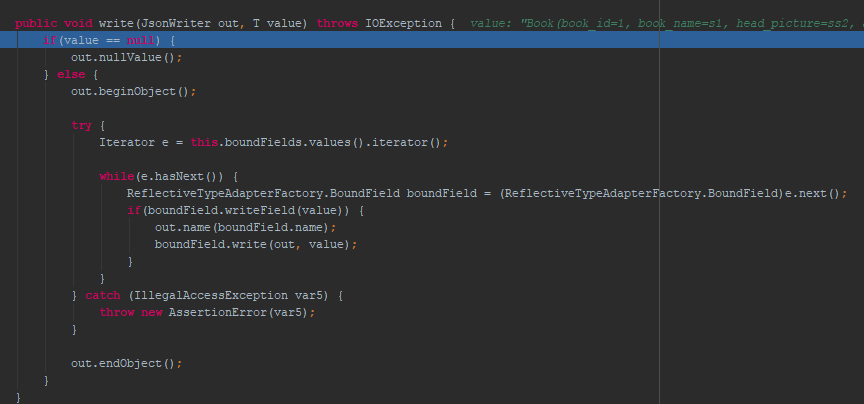 public void write(JsonWriter out, T value) throws IOException {  value: "Book(book_id=1, book_name=s1, head_picture=ss2,
if(value == null) {
out.nullValue();
} else {
out.beginObject();
try {
Iterator e = this.boundFields.values().iterator();
while(e.hasNext()) {
ReflectiveTypeAdapterFactory.BoundField boundField = (ReflectiveTypeAdapterFactory.BoundField)e.next();
if(boundField.writeField(value)) {
out.name(boundField.name);
boundField.write(out, value);
}
}
} catch (IllegalAccessException var5) {
throw new AssertionError(var5);
}
out.endObject();
}
}